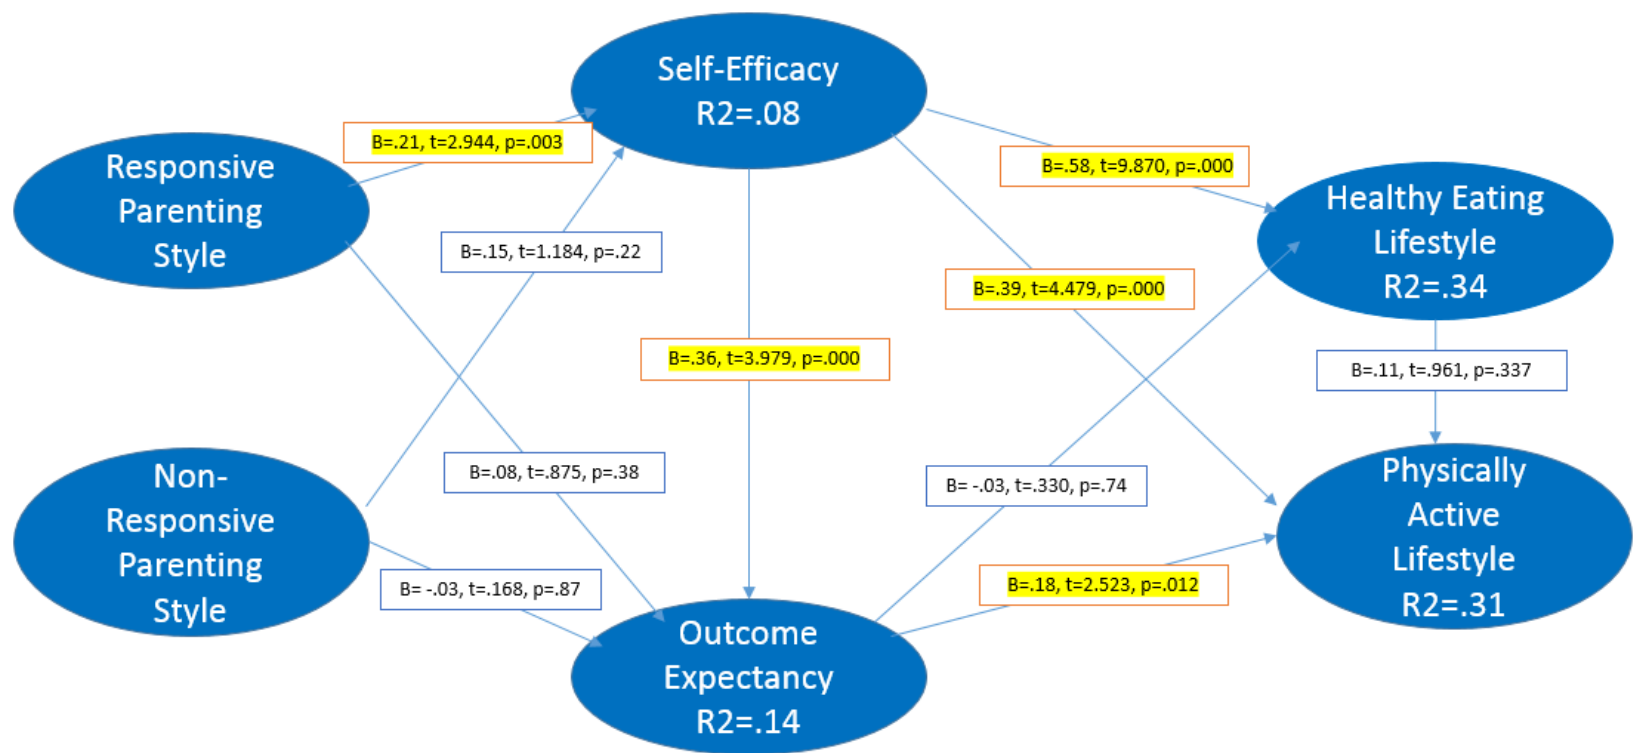 Self-Efficacy
R2=.08
B=.21, t=2.944, p=.003
Responsive
Parenting
Style
B=.58, t=9.870, p=.000
Healthy Eating
Lifestyle
R2=.34
B=.15, t=1.184, p=.22
B=.39, t=4.479, p=.000
B=.36, t=3.979, p=.000
B=.11, t=.961, p=.337
Non-
Responsive
Parenting
Style
B=.08, t=.875, p=.38
B= -.03, t=.330, p=.74
Physically
Active
Lifestyle
R2=.31
B= -.03, t=.168, p=.87
B=.18, t=2.523, p=.012
Outcome
Expectancy
R2=.14